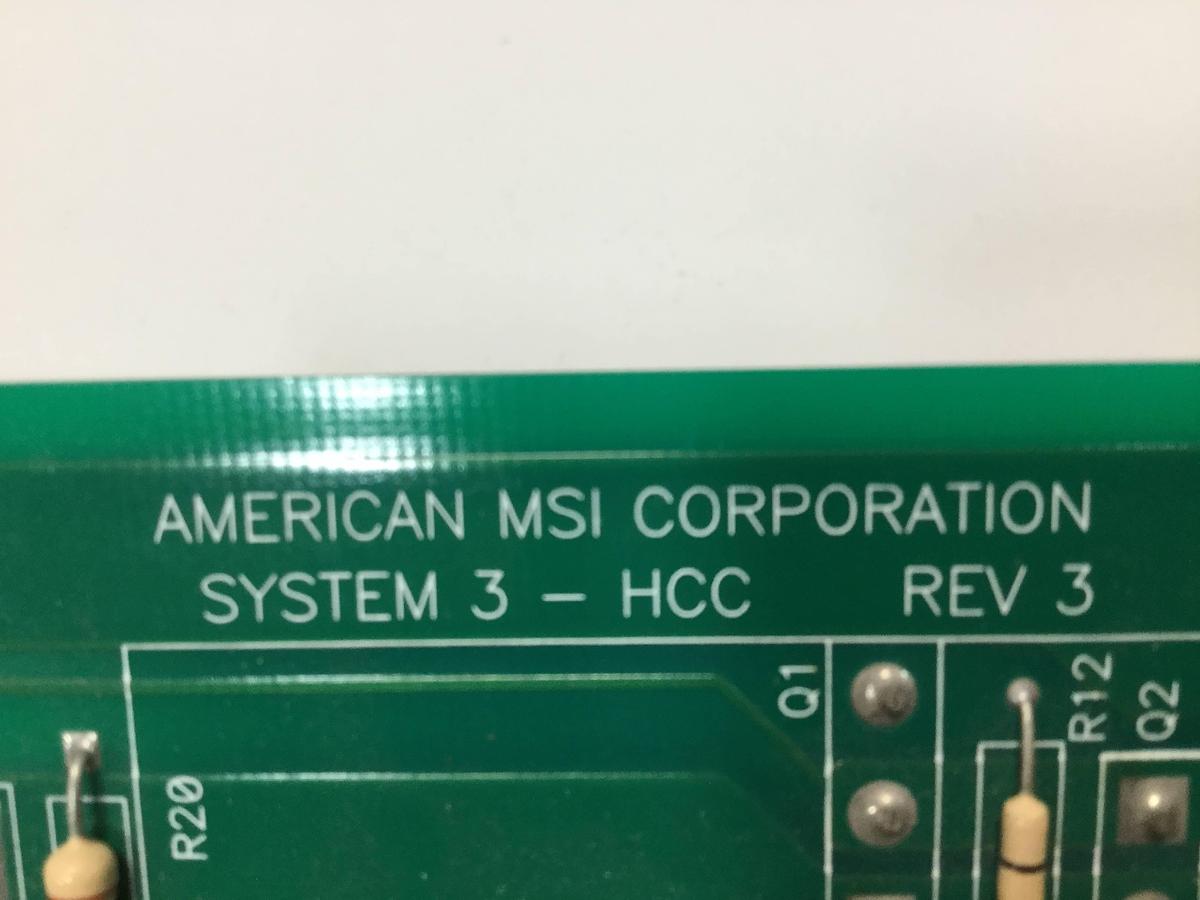 AMERICAN MSI CORPORATION
SYSTEM 3 - HCC REV 3
Q1
R12
Q2
R20